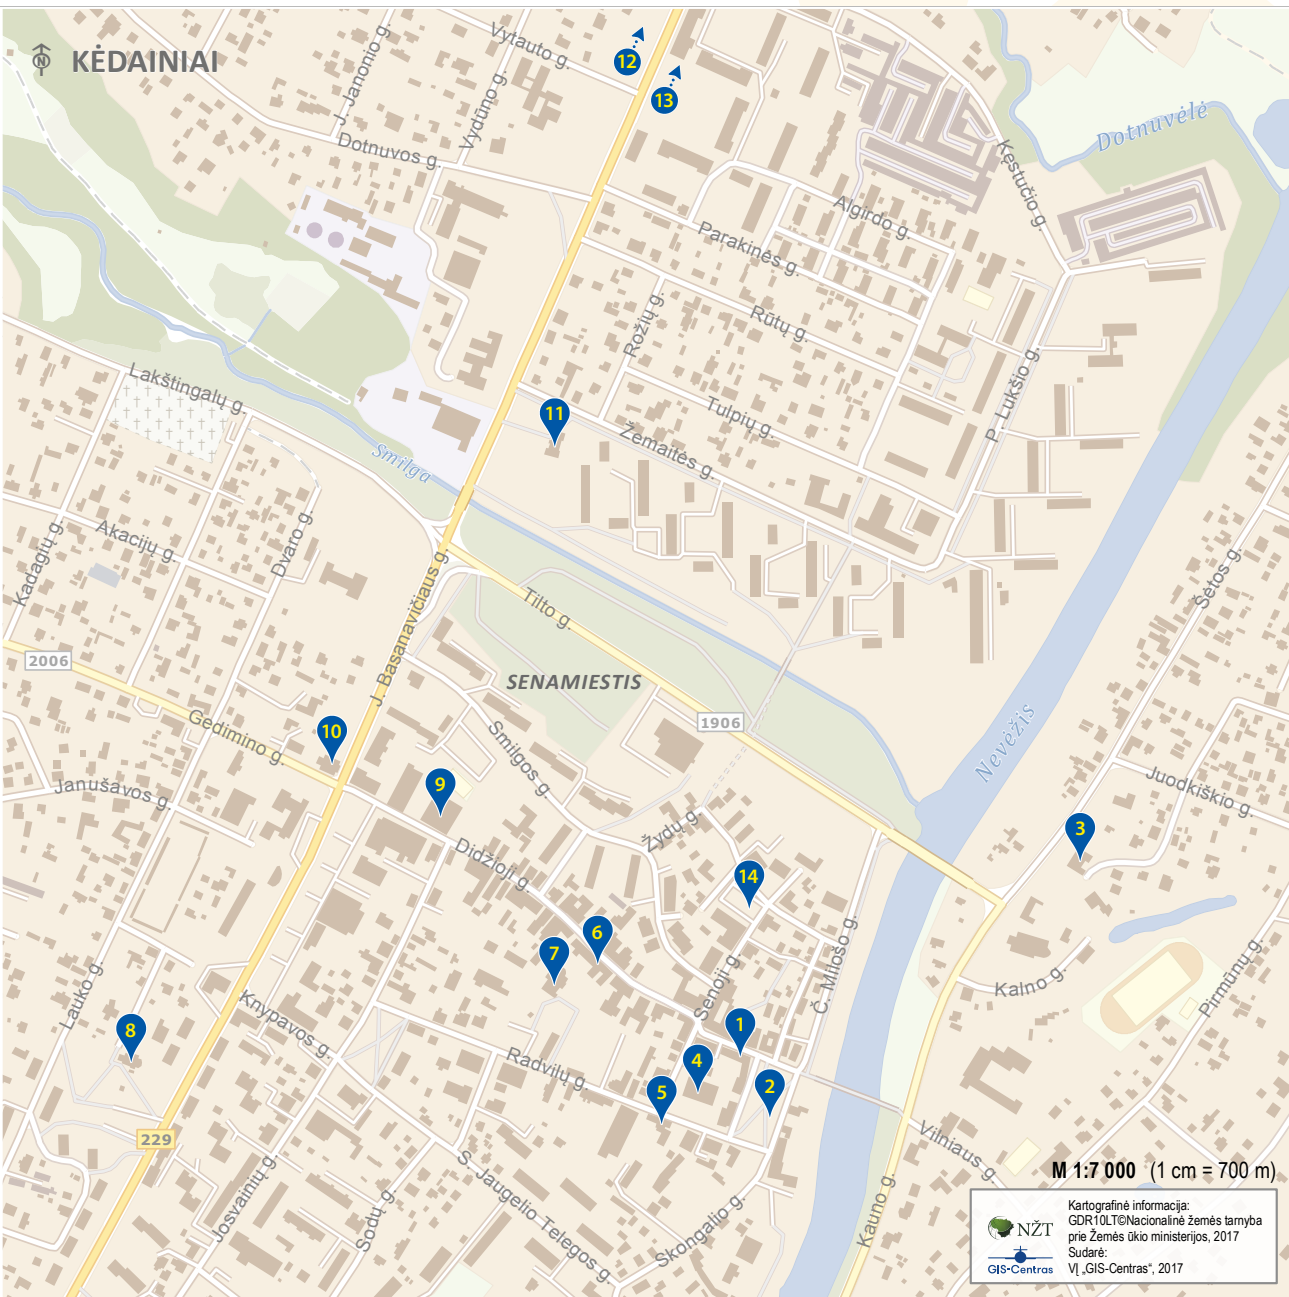 KĖDAINIAI
N
Vytauto g.
J. Janonio g.
Vydūno g.
Dotnuvos g.
12
13
Dotnuvėlė
Kęstučio g.
Algirdo g.
Parakinės g.
Rožių g.
Rūtų g.
Lakštingalų g.
P. Lukšio g.
Tulpių g.
11
Žemaitės g.
Smilga
Akacijų g.
Kadagių g.
Dvaro g.
J. Basanavičiaus g.
Tilto g.
Šėtos g.
2006
SENAMIESTIS
1906
Gedimino g.
10
Smilgos g.
Nevėžis
Janušavos g.
9
Juodkiškio g.
Žydų g.
3
Didžioji g.
14
6
7
Senoji g.
Č. Milošo g.
Kalno g.
Pirmūnų g.
Lauko g.
8
Knypavos g.
1
Radvilų g.
4
2
5
229
Vilniaus g.
Josvainių g.
Sodų g.
S. Jaugelio Telegos g.
Skongalio g.
Kauno g.
M 1:7 000 (1 cm = 700 m)
NŽT
GIS-Centras
Kartografinė informacija:
GDR10LT©Nacionalinė žemės tarnyba
prie Žemės ūkio ministerijos, 2017
Sudarė:
VĮ „GIS-Centras“, 2017